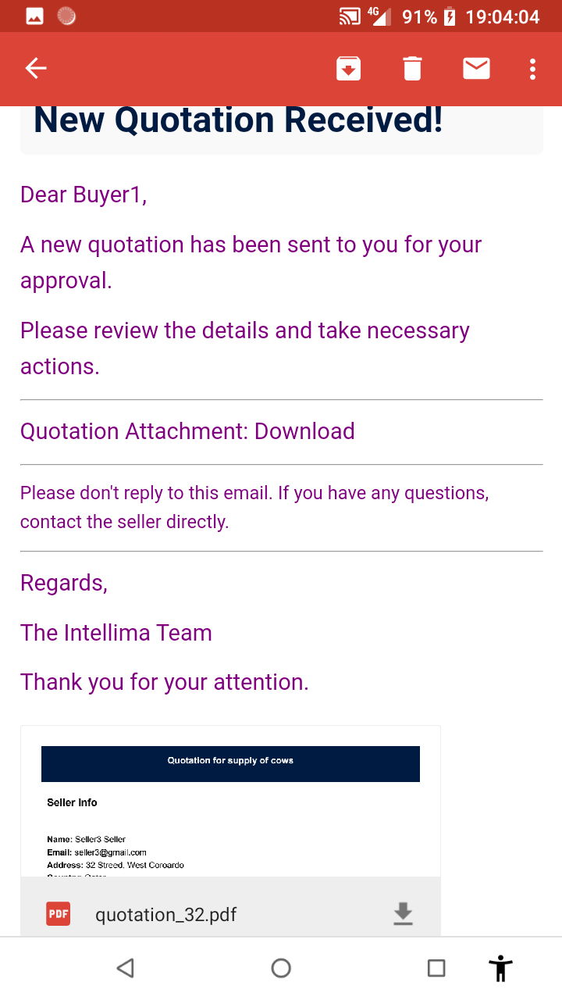 4G 91% 19:04:04
New Quotation Received!
Dear Buyer1,
A new quotation has been sent to you for your
approval.
Please review the details and take necessary
actions.
Quotation Attachment: Download
Please don't reply to this email. If you have any questions,
contact the seller directly.
Regards,
The Intellima Team
Thank you for your attention.
Quotation for supply of cows
Seller Info
Name: Seller3 Seller
Email: seller3@gmail.com
Address: 32 Streed, West Coroardo
PDF quotation_32.pdf